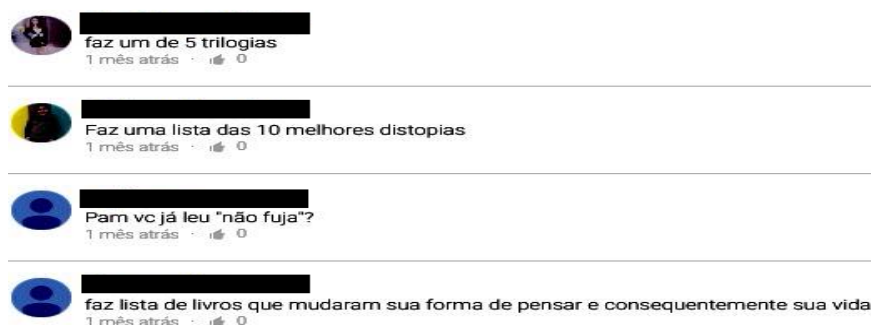 faz um de 5 trilogias
1 mês atrás · 0
Faz uma lista das 10 melhores distopias
1 mês atrás · 0
Pam vc já leu "não fuja"?
1 mês atrás · 0
faz lista de livros que mudaram sua forma de pensar e consequentemente sua vida
1 mês atrás · 0